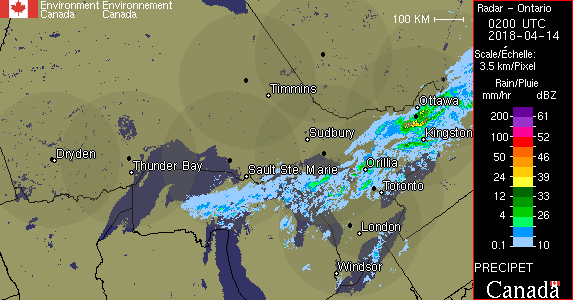 Environment Environnement
Canada Canada
100 KM
Radar - Ontario
0200 UTC
2018-04-14
Scale/Échelle:
3.5 km/Pixel
Rain/Pluie
mm/hr dBZ
200 61
100 52
50 46
24 39
12 33
4 26
1 20
0.1 10
PRECIPET
Canada
Timmins
Ottawa
Sudbury
Kingston
Dryden
Thunder Bay
Sault Ste. Marie
Orillia
Toronto
London
Windsor